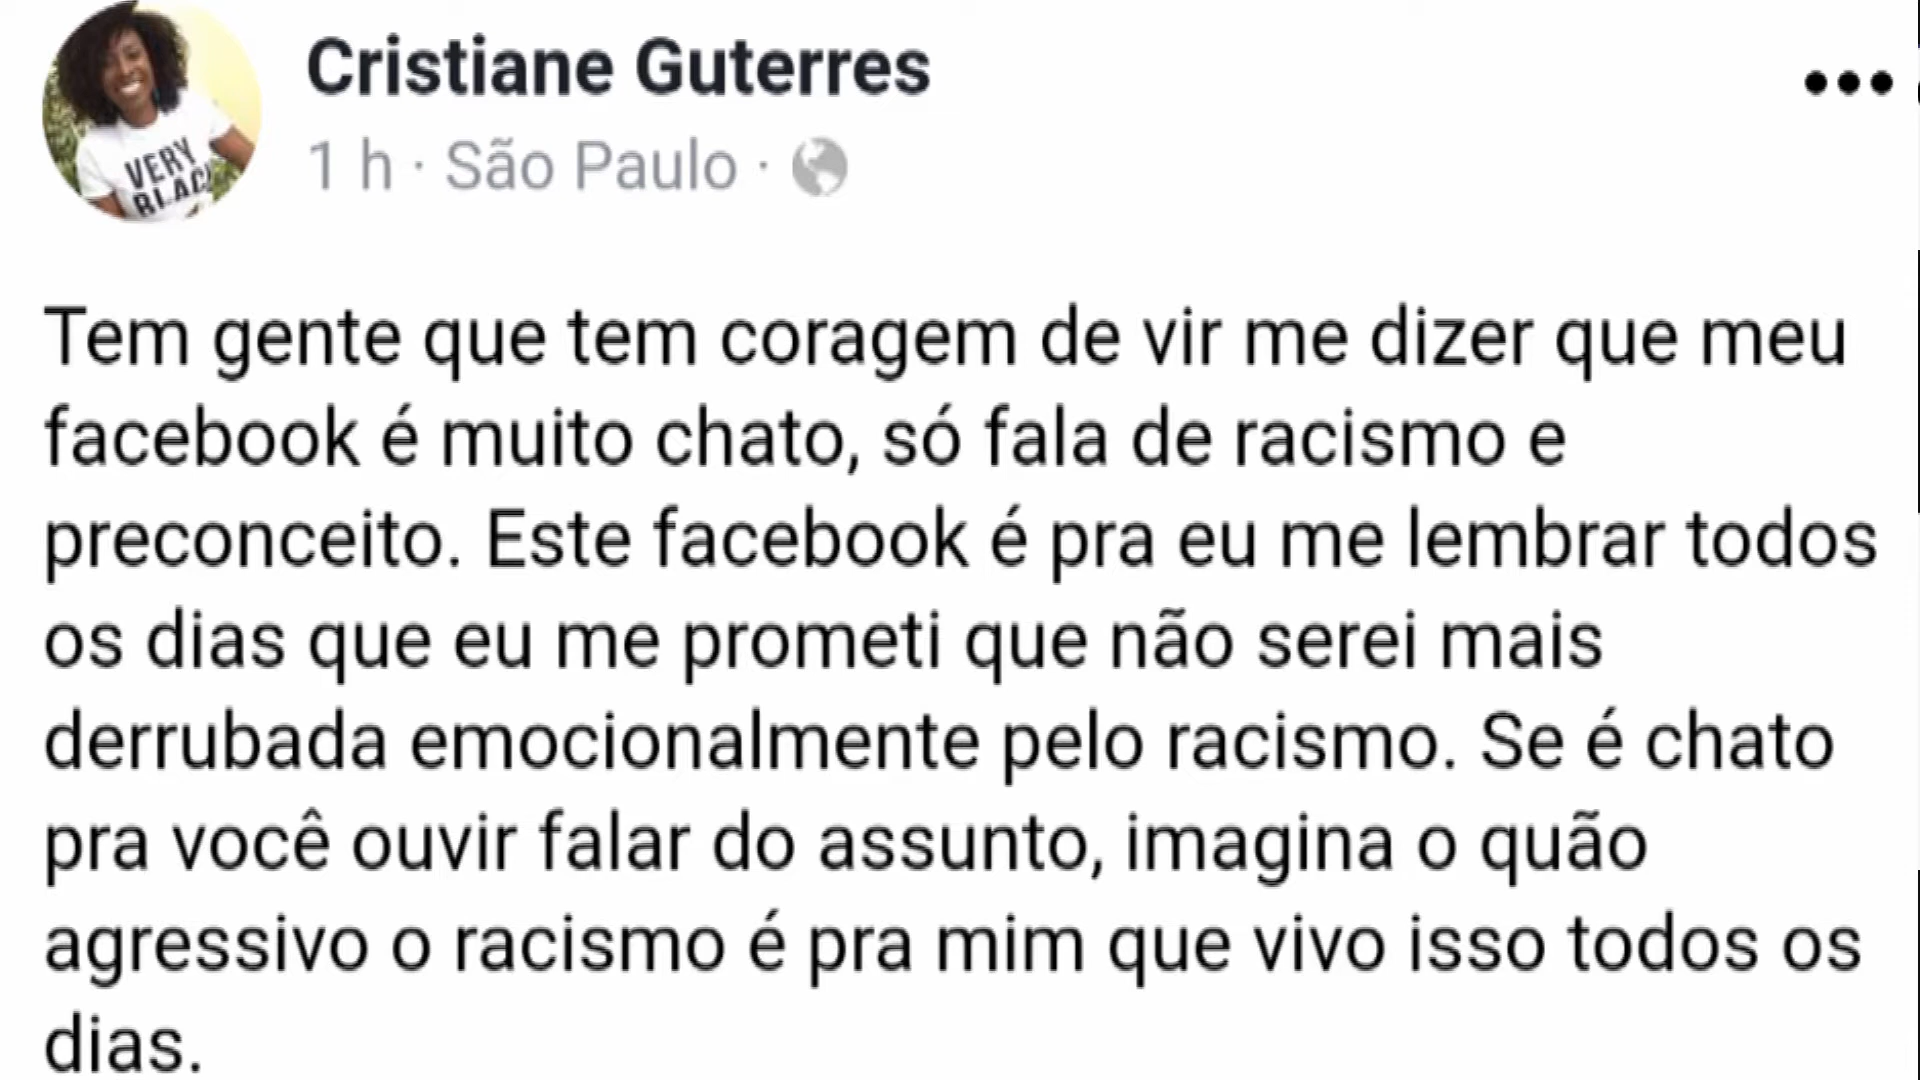 Cristiane Guterres
1 h · São Paulo ·
VERY
BLAC
Tem gente que tem coragem de vir me dizer que meu
facebook é muito chato, só fala de racismo e
preconceito. Este facebook é pra eu me lembrar todos
os dias que eu me prometi que não serei mais
derrubada emocionalmente pelo racismo. Se é chato
pra você ouvir falar do assunto, imagina o quão
agressivo o racismo é pra mim que vivo isso todos os
dias.